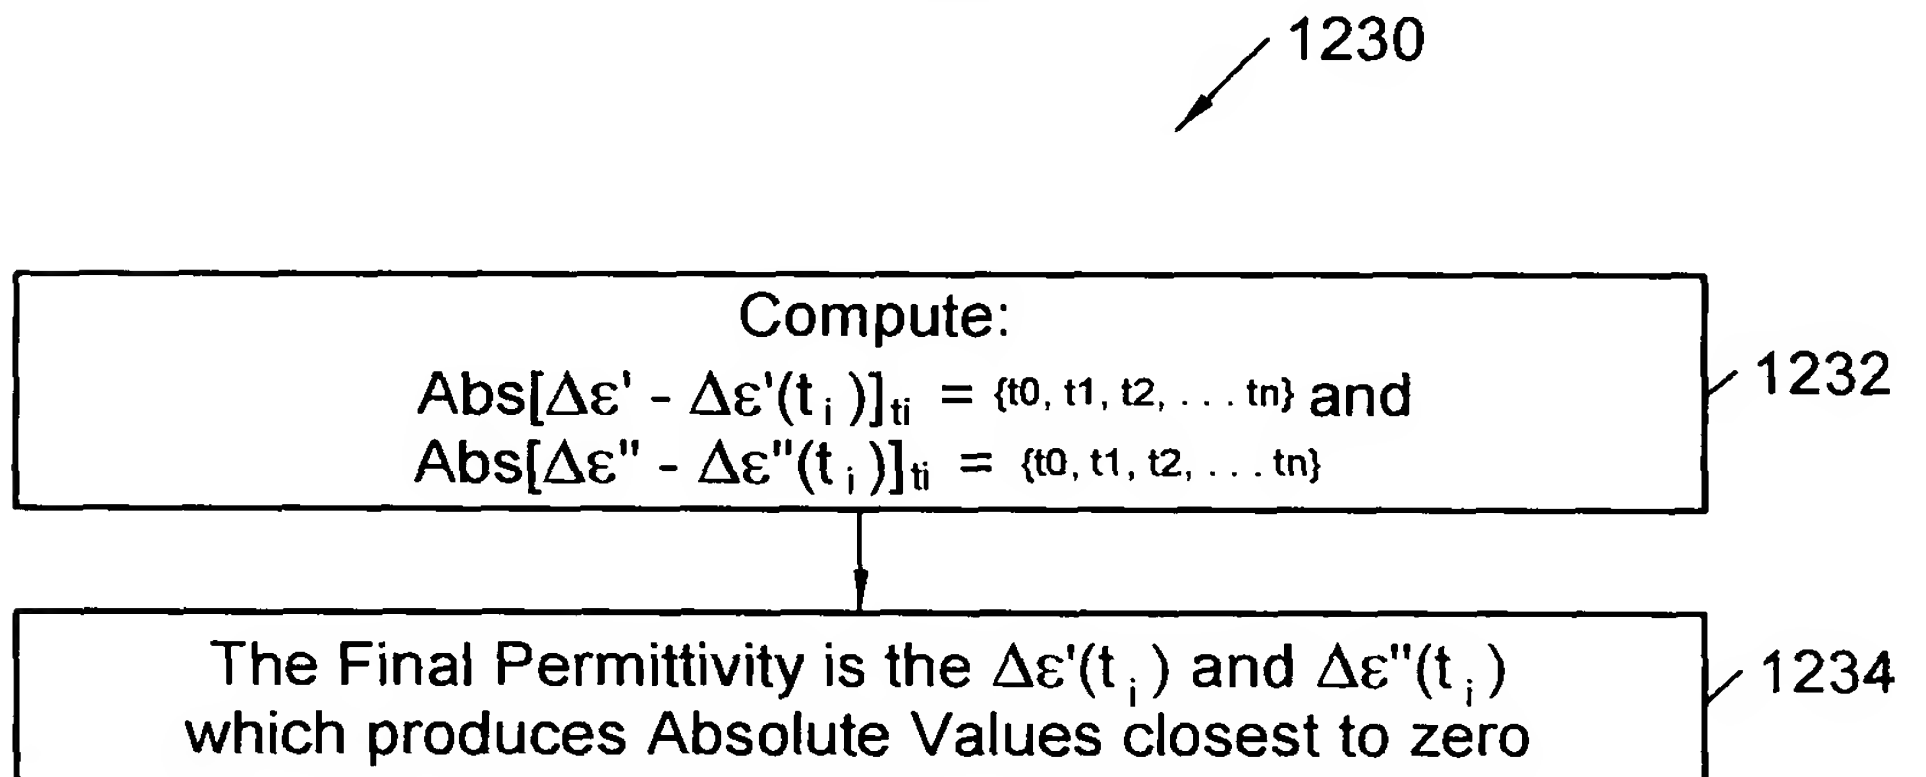 1230
Compute:
Abs[Δε' - Δε'(t i )]ti = {t0, t1, t2, . . . tn} and
Abs[Δε" - Δε"(t i )]ti = {t0, t1, t2, . . . tn}
1232
The Final Permittivity is the Δε'(t i ) and Δε"(t i )
which produces Absolute Values closest to zero
1234